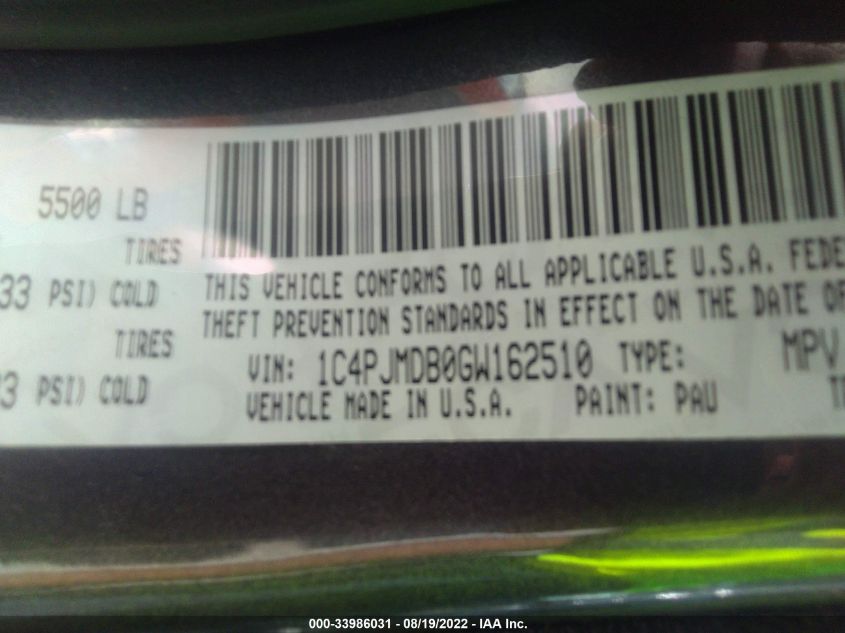 5500 LB
TIRES
33 PSI) COLD
TIRES
33 PSI) COLD
THIS VEHICLE CONFORMS TO ALL APPLICABLE U.S.A. FEDE
THEFT PREVENTION STANDARDS IN EFFECT ON THE DATE OF
VIN: 1C4PJMDB0GW162510 TYPE: MPV
VEHICLE MADE IN U.S.A. PAINT: PAU
000-33986031 - 08/19/2022 - IAA Inc.